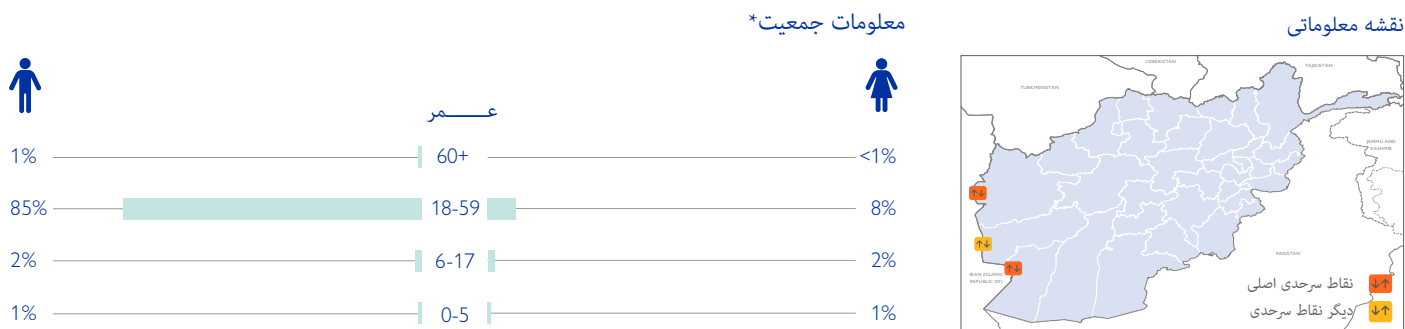 نقشه معلوماتی
معلومات جمعیت*
UZBEKISTAN
TAJIKISTAN
TURKMENISTAN
JAMMU AND
KASHMIR
PAKISTAN
IRAN (ISLAMIC
REPUBLIC OF)
نقاط سرحدی اصلی
دیگر نقاط سرحدی
عـــــــمر
1% 60+ <1%
85% 18-59 8%
2% 6-17 2%
1% 0-5 1%